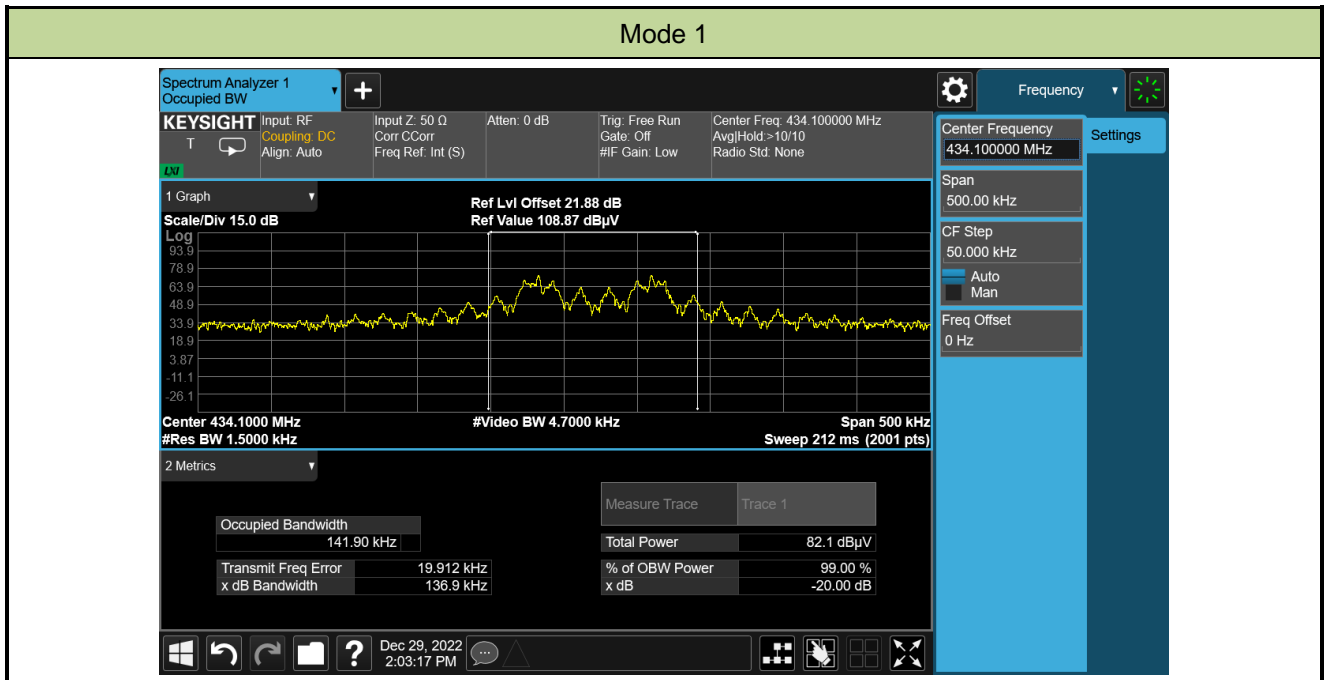 Mode 1
Spectrum Analyzer 1
Occupied BW
Frequency
KEYSIGHT
T
LXI
Input: RF
Coupling: DC
Align: Auto
Input Z: 50 Ω
Corr CCorr
Freq Ref: Int (S)
Atten: 0 dB
Trig: Free Run
Gate: Off
#IF Gain: Low
Center Freq: 434.100000 MHz
Avg|Hold:>10/10
Radio Std: None
Center Frequency
434.100000 MHz
Settings
Span
500.00 kHz
CF Step
50.000 kHz
Auto
Man
Freq Offset
0 Hz
1 Graph
Scale/Div 15.0 dB
Ref Lvl Offset 21.88 dB
Ref Value 108.87 dBµV
Log
93.9
78.9
63.9
48.9
33.9
18.9
3.87
-11.1
-26.1
Center 434.1000 MHz
#Video BW 4.7000 kHz
Span 500 kHz
#Res BW 1.5000 kHz
Sweep 212 ms (2001 pts)
2 Metrics
Measure Trace Trace 1
Occupied Bandwidth
141.90 kHz
Total Power 82.1 dBµV
Transmit Freq Error 19.912 kHz
% of OBW Power 99.00 %
x dB Bandwidth 136.9 kHz
x dB -20.00 dB
?
Dec 29, 2022
2:03:17 PM